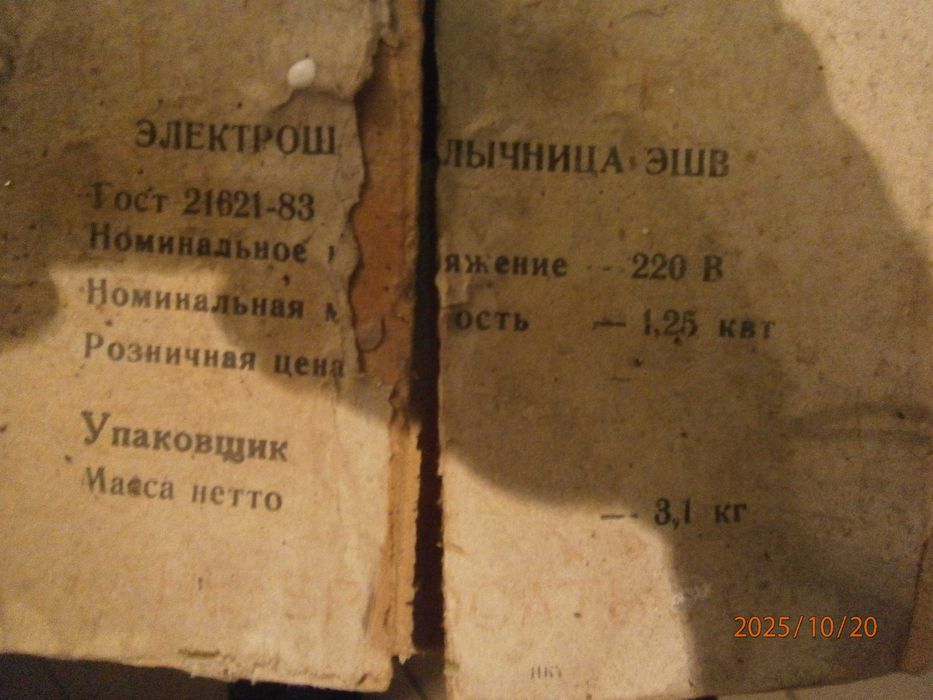 ЭЛЕКТРОШ ЛЫЧНИЦА ЭШВ
Гост 21621-83
Номинальное яжение - 220 В
Номинальная ость — 1,25 квт
Розничная цена
Упаковщик
Масса нетто — 3,1 кг
2025/10/20